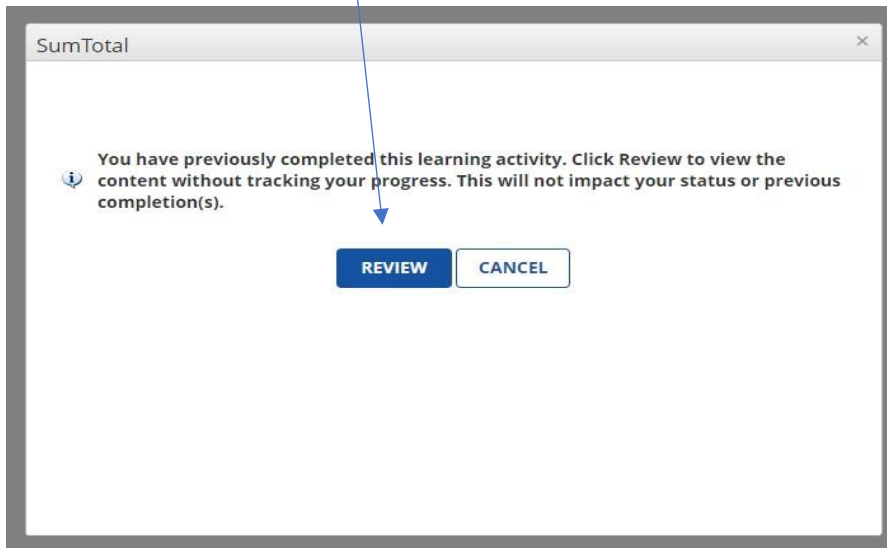 SumTotal
You have previously completed this learning activity. Click Review to view the
content without tracking your progress. This will not impact your status or previous
completion(s).
REVIEW CANCEL